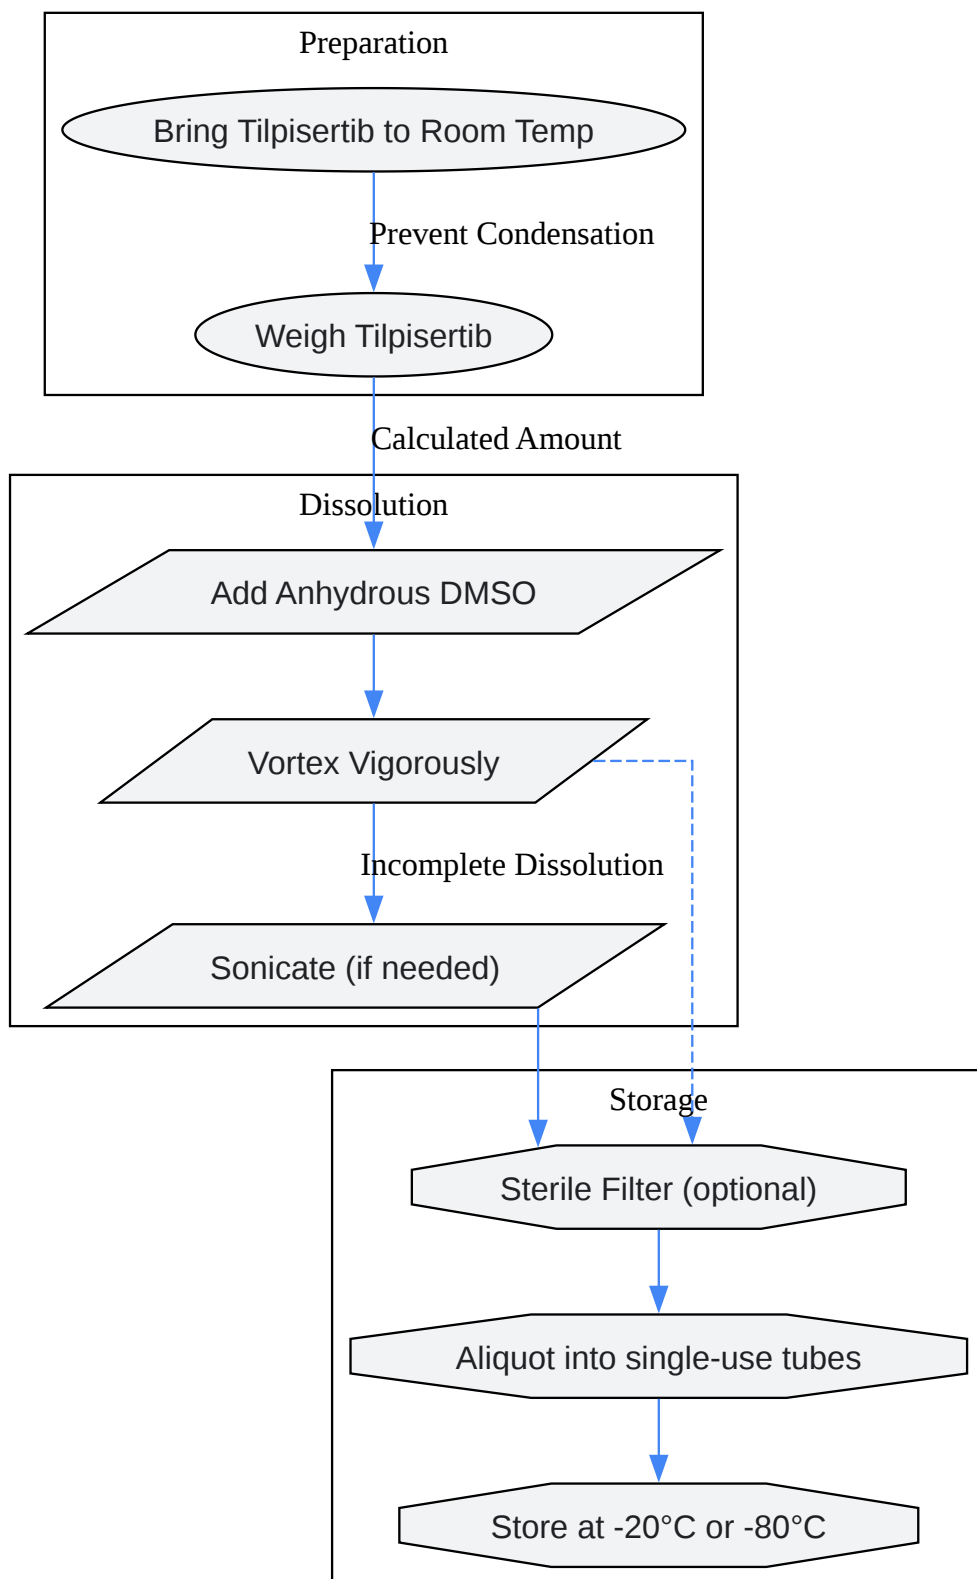 Preparation
Bring Tilpisertib to Room Temp
Prevent Condensation
Weigh Tilpisertib
Calculated Amount
Dissolution
Add Anhydrous DMSO
Vortex Vigorously
Incomplete Dissolution
Sonicate (if needed)
Storage
Sterile Filter (optional)
Aliquot into single-use tubes
Store at -20°C or -80°C